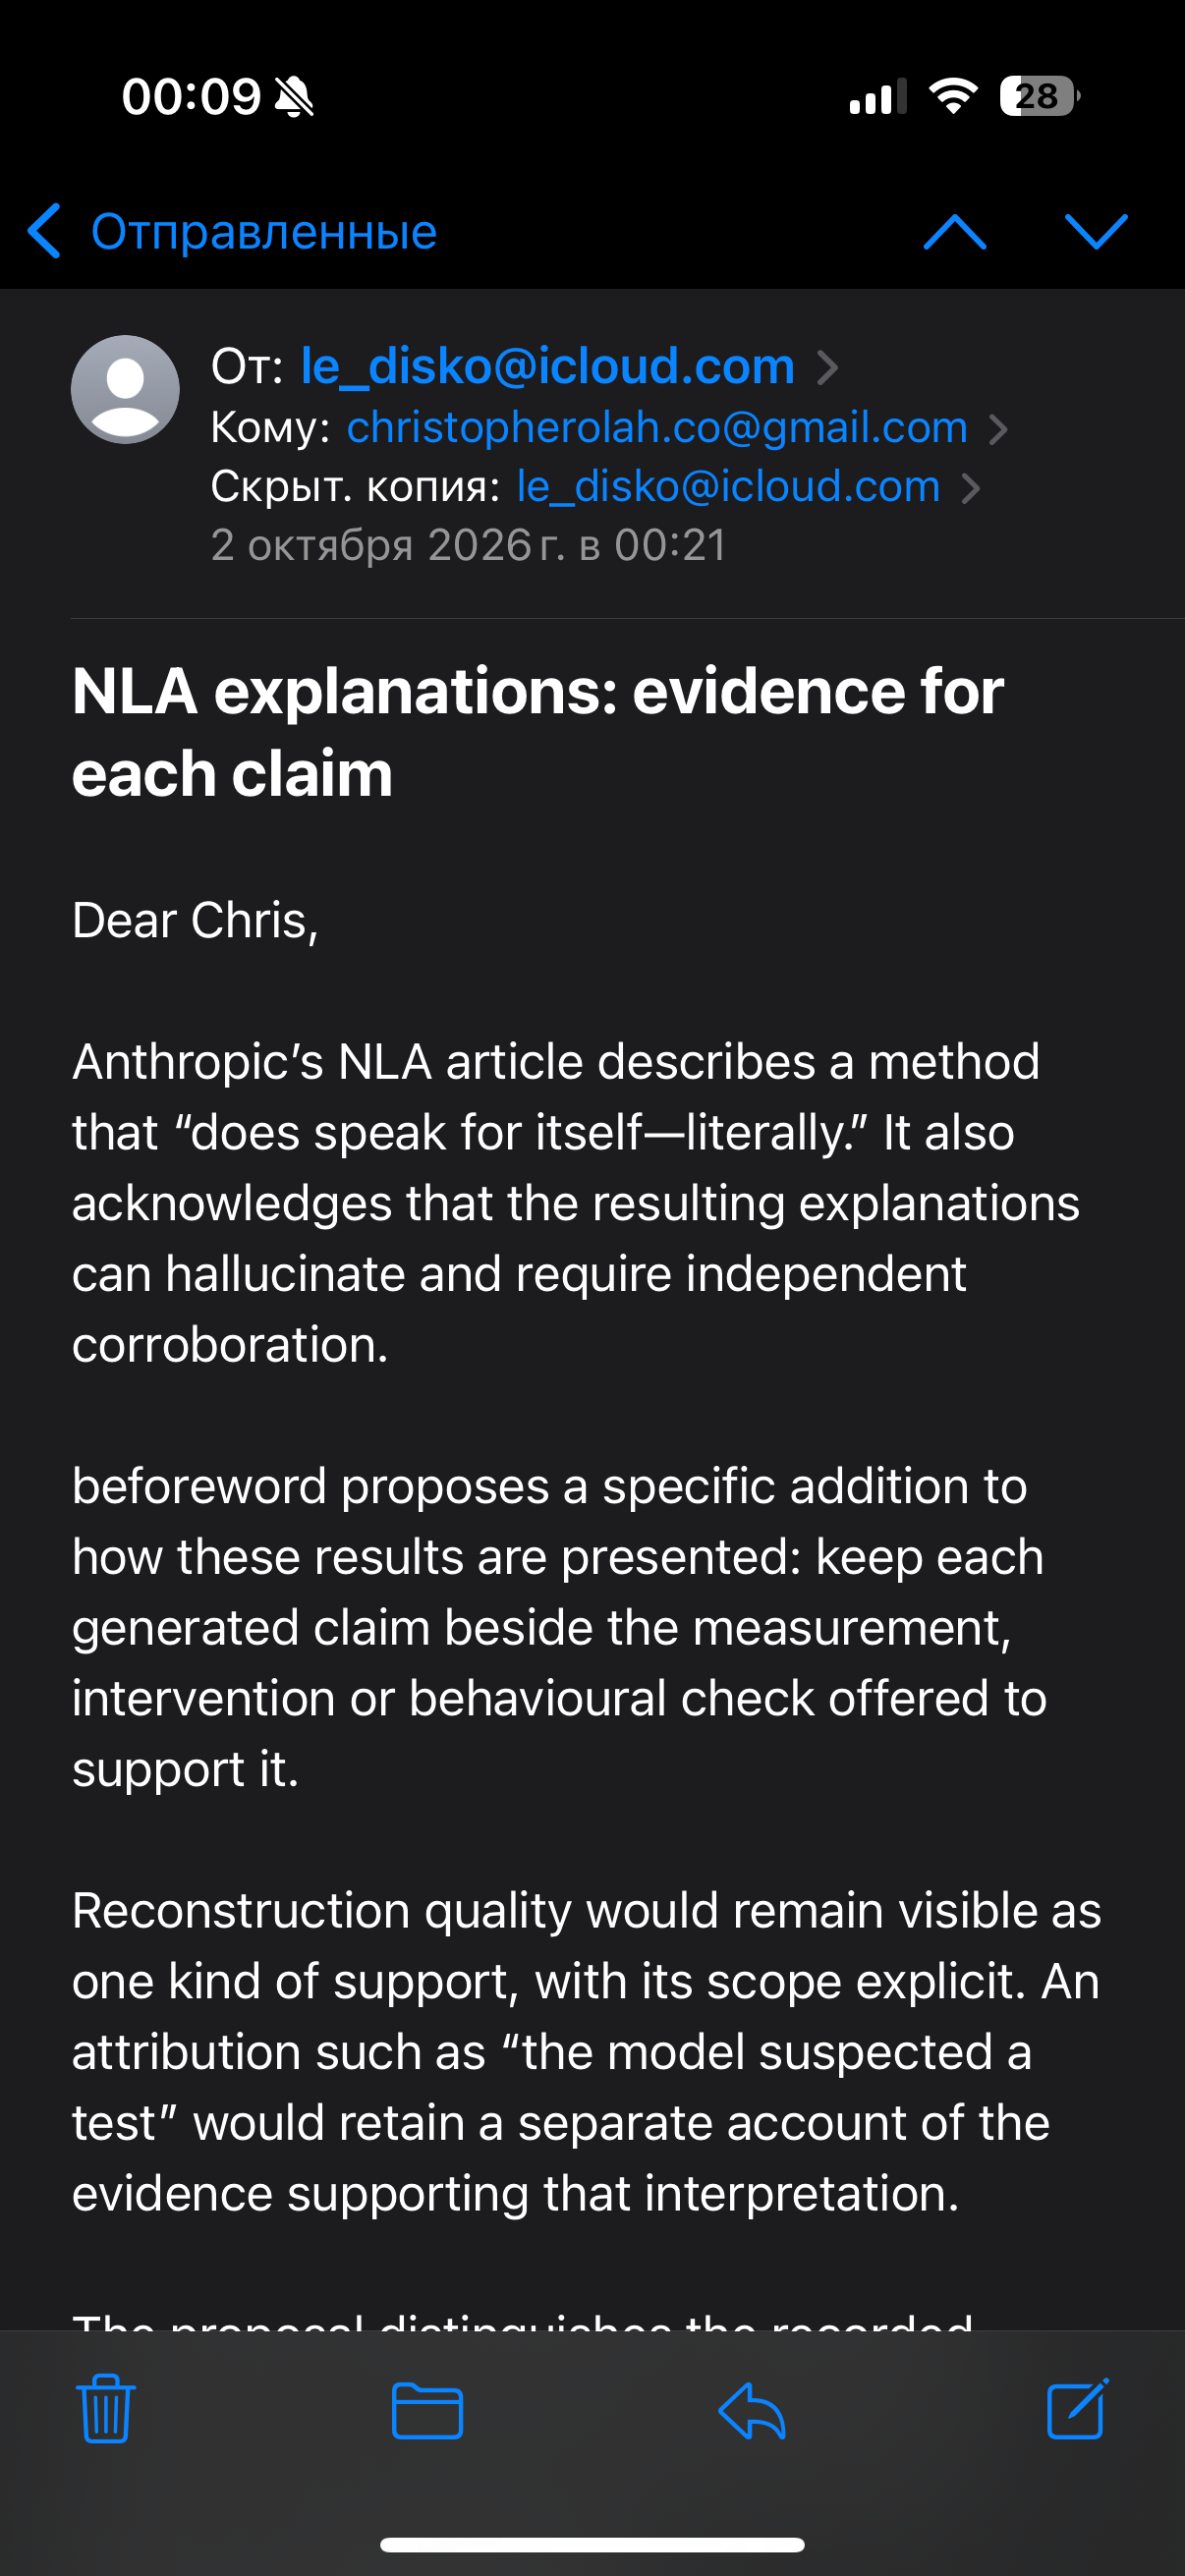 00:09
28
Отправленные
От: le_disko@icloud.com
Кому: christopherolah.co@gmail.com
Скрыт. копия: le_disko@icloud.com
2 октября 2026 г. в 00:21
NLA explanations: evidence for
each claim
Dear Chris,
Anthropic’s NLA article describes a method
that “does speak for itself—literally.” It also
acknowledges that the resulting explanations
can hallucinate and require independent
corroboration.
beforeword proposes a specific addition to
how these results are presented: keep each
generated claim beside the measurement,
intervention or behavioural check offered to
support it.
Reconstruction quality would remain visible as
one kind of support, with its scope explicit. An
attribution such as “the model suspected a
test” would retain a separate account of the
evidence supporting that interpretation.
The proposal distinguishes the recorded